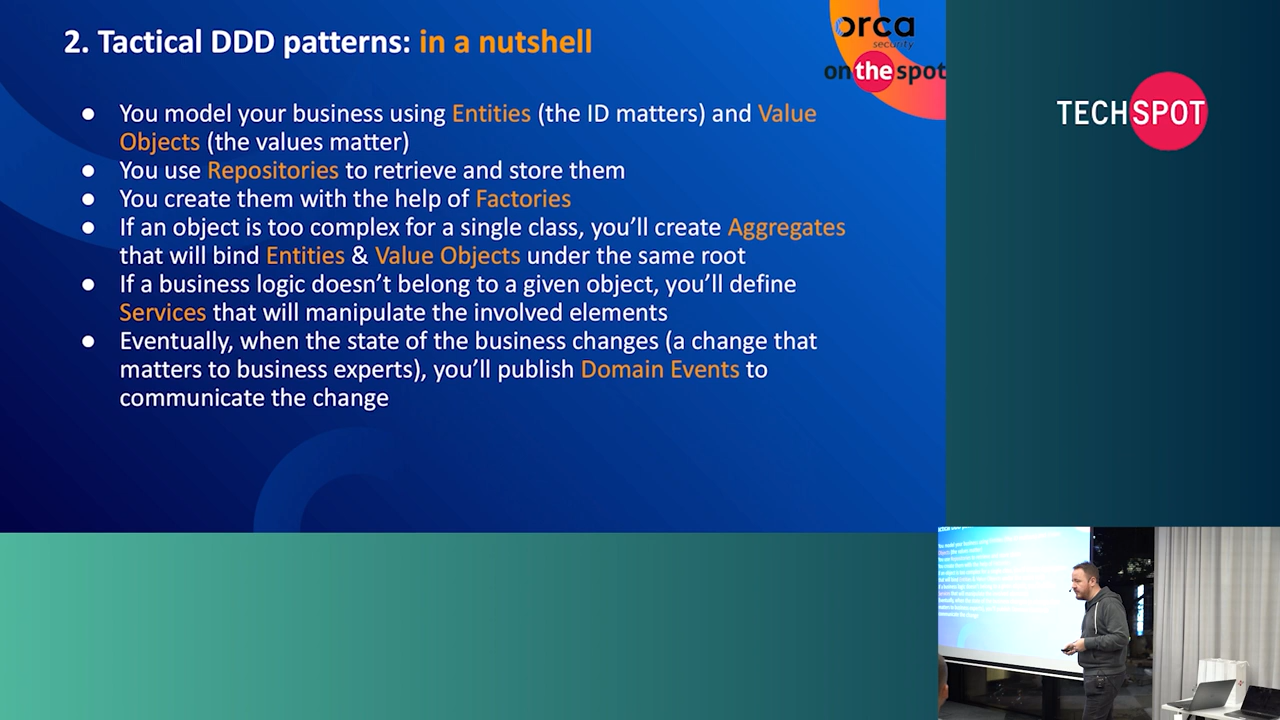 2. Tactical DDD patterns: in a nutshell
orca
security
on the spot
TECHSPOT
● You model your business using Entities (the ID matters) and Value
Objects (the values matter)
● You use Repositories to retrieve and store them
● You create them with the help of Factories
● If an object is too complex for a single class, you’ll create Aggregates
that will bind Entities & Value Objects under the same root
● If a business logic doesn’t belong to a given object, you’ll define
Services that will manipulate the involved elements
● Eventually, when the state of the business changes (a change that
matters to business experts), you’ll publish Domain Events to
communicate the change